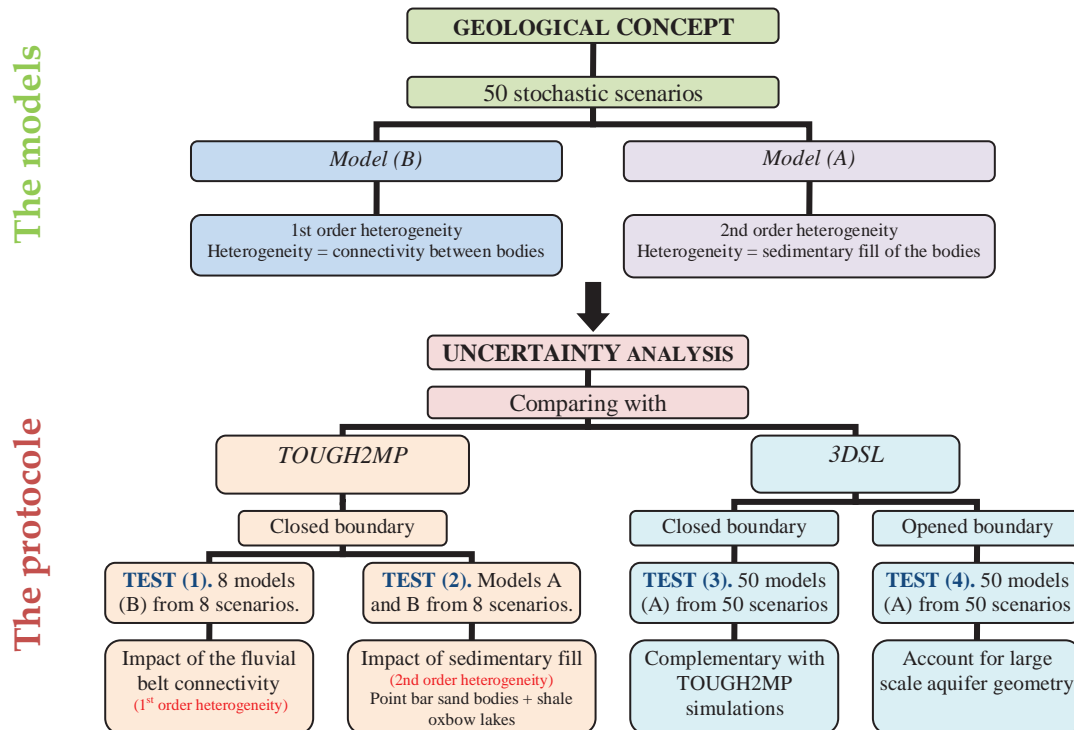 The models
GEOLOGICAL CONCEPT
50 stochastic scenarios
Model (B)
Model (A)
1st order heterogeneity
Heterogeneity = connectivity between bodies
2nd order heterogeneity
Heterogeneity = sedimentary fill of the bodies
The protocole
UNCERTAINTY ANALYSIS
Comparing with
TOUGH2MP
3DSL
Closed boundary
Closed boundary
Opened boundary
TEST (1). 8 models
(B) from 8 scenarios.
TEST (2). Models A
and B from 8 scenarios.
TEST (3). 50 models
(A) from 50 scenarios
TEST (4). 50 models
(A) from 50 scenarios
Impact of the fluvial
belt connectivity
(1st order heterogeneity)
Impact of sedimentary fill
(2nd order heterogeneity)
Point bar sand bodies + shale
oxbow lakes
Complementary with
TOUGH2MP
simulations
Account for large
scale aquifer geometry